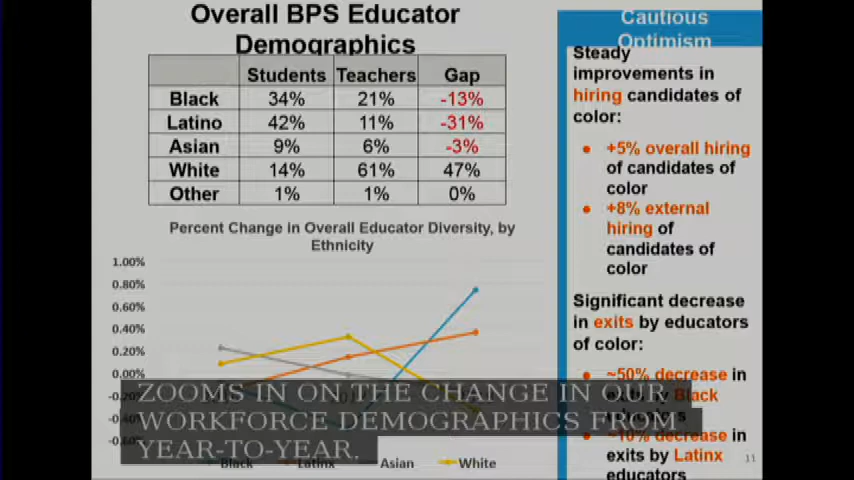 Overall BPS Educator
Demographics
Students Teachers Gap
Black 34% 21% -13%
Latino 42% 11% -31%
Asian 9% 6% -3%
White 14% 61% 47%
Other 1% 1% 0%
Percent Change in Overall Educator Diversity, by
Ethnicity
1.00%
0.80%
0.60%
0.40%
0.20%
0.00%
Black Latinx Asian White
ZOOMS IN ON THE CHANGE IN OUR
WORKFORCE DEMOGRAPHICS FROM
YEAR-TO-YEAR.
Cautious
Optimism
Steady
improvements in
hiring candidates of
color:
• +5% overall hiring
of candidates of
color
• +8% external
hiring of
candidates of
color
Significant decrease
in exits by educators
of color:
• ~50% decrease in
Black
• ~10% decrease in
exits by Latinx
educators
11